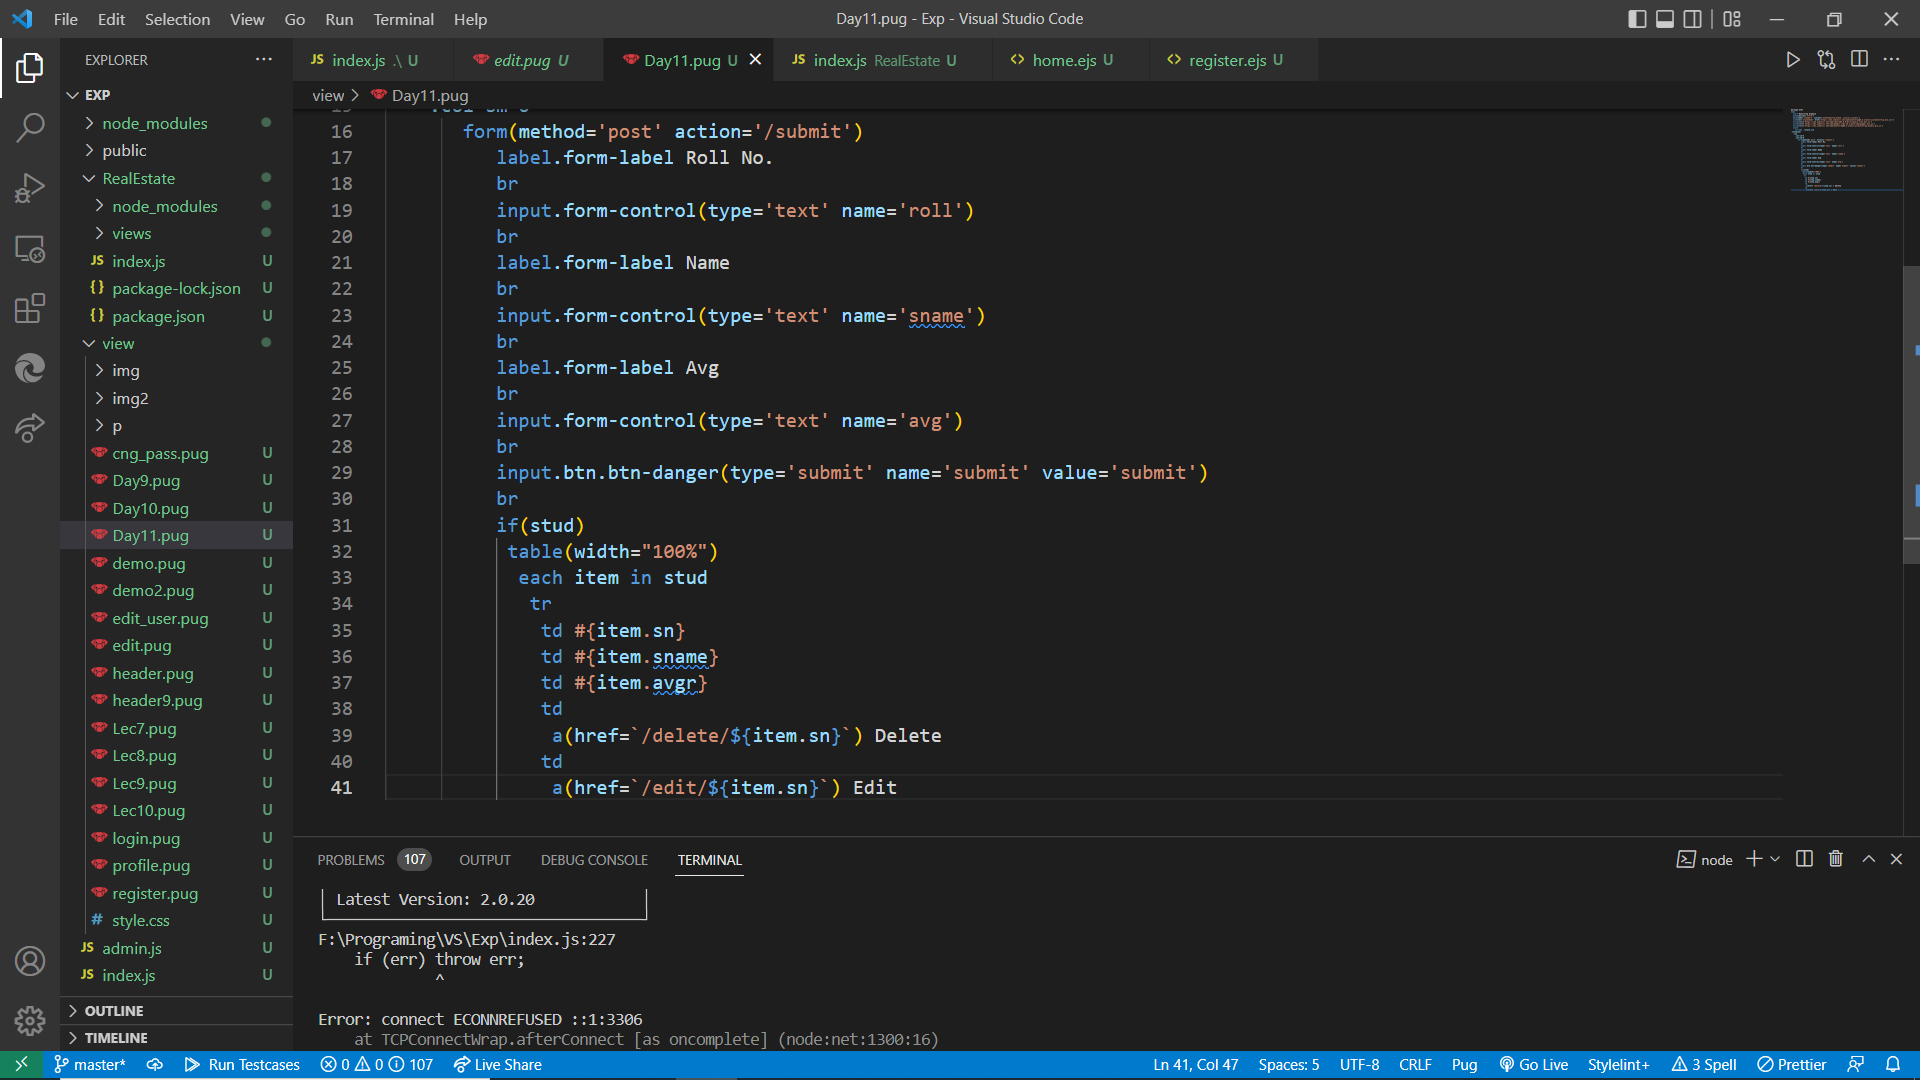 File Edit Selection View Go Run Terminal Help
Day11.pug - Exp - Visual Studio Code
EXPLORER
EXP
node_modules
public
RealEstate
node_modules
views
JS index.js U
{} package-lock.json U
{} package.json U
view
img
img2
p
cng_pass.pug U
Day9.pug U
Day10.pug U
Day11.pug U
demo.pug U
demo2.pug U
edit_user.pug U
edit.pug U
header.pug U
header9.pug U
Lec7.pug U
Lec8.pug U
Lec9.pug U
Lec10.pug U
login.pug U
profile.pug U
register.pug U
# style.css U
JS admin.js U
JS index.js U
OUTLINE
TIMELINE
JS index.js .\ U
edit.pug U
Day11.pug U
JS index.js RealEstate U
<> home.ejs U
<> register.ejs U
view > Day11.pug
16 form(method='post' action='/submit')
17 label.form-label Roll No.
18 br
19 input.form-control(type='text' name='roll')
20 br
21 label.form-label Name
22 br
23 input.form-control(type='text' name='sname')
24 br
25 label.form-label Avg
26 br
27 input.form-control(type='text' name='avg')
28 br
29 input.btn.btn-danger(type='submit' name='submit' value='submit')
30 br
31 if(stud)
32 table(width="100%")
33 each item in stud
34 tr
35 td #{item.sn}
36 td #{item.sname}
37 td #{item.avgr}
38 td
39 a(href=`/delete/${item.sn}`) Delete
40 td
41 a(href=`/edit/${item.sn}`) Edit
PROBLEMS 107 OUTPUT DEBUG CONSOLE TERMINAL
node
Latest Version: 2.0.20
F:\Programing\VS\Exp\index.js:227
if (err) throw err;
^
Error: connect ECONNREFUSED ::1:3306
at TCPConnectWrap.afterConnect [as oncomplete] (node:net:1300:16)
master* Run Testcases 0 0 107 Live Share
Ln 41, Col 47 Spaces: 5 UTF-8 CRLF Pug Go Live Stylelint+ 3 Spell Prettier